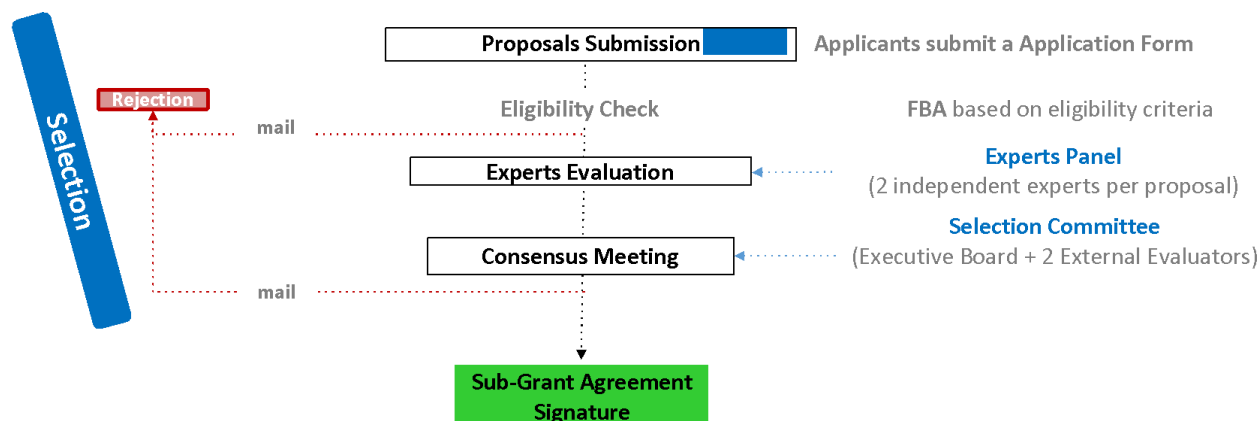 Proposals Submission
Applicants submit a Application Form
Rejection
Eligibility Check
FBA based on eligibility criteria
mail
Selection
Experts Evaluation
Experts Panel
(2 independent experts per proposal)
Consensus Meeting
Selection Committee
(Executive Board + 2 External Evaluators)
mail
Sub-Grant Agreement
Signature